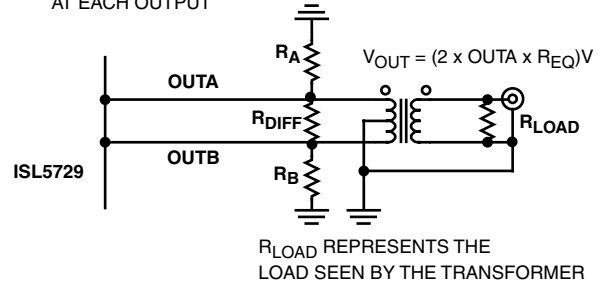 AT EACH OUTPUT
RA
VOUT = (2 x OUTA x REQ)V
OUTA
RDIFF
RLOAD
OUTB
ISL5729
RB
RLOAD REPRESENTS THE
LOAD SEEN BY THE TRANSFORMER